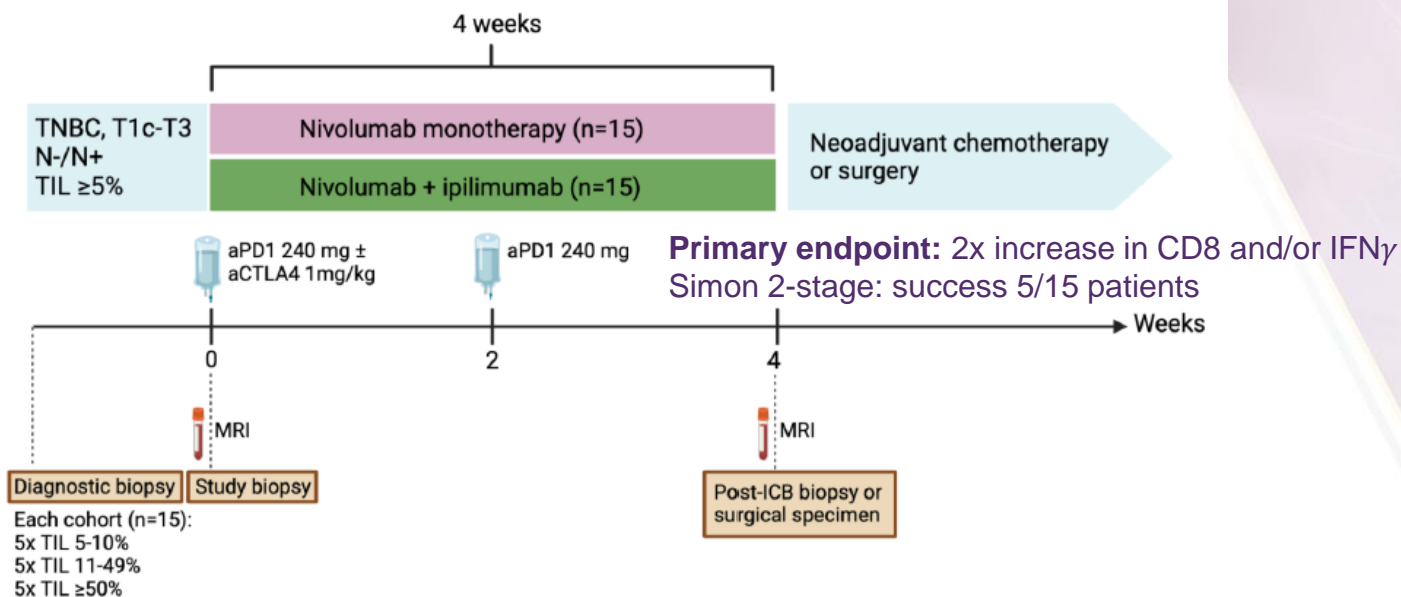 4 weeks
TNBC, T1c-T3
N-/N+
TIL ≥5%
Nivolumab monotherapy (n=15)
Nivolumab + ipilimumab (n=15)
Neoadjuvant chemotherapy
or surgery
aPD1 240 mg ±
aCTLA4 1mg/kg
aPD1 240 mg
Primary endpoint: 2x increase in CD8 and/or IFNγ
Simon 2-stage: success 5/15 patients
Weeks
0
2
4
MRI
MRI
Diagnostic biopsy
Study biopsy
Post-ICB biopsy or
surgical specimen
Each cohort (n=15):
5x TIL 5-10%
5x TIL 11-49%
5x TIL ≥50%